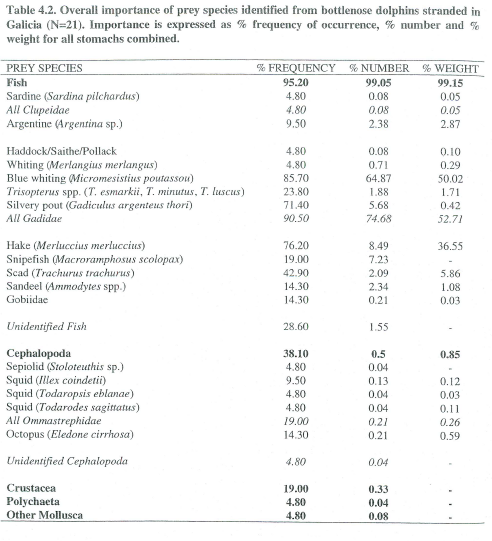 Table 4.2. Overall importance of prey species identified from bottlenose dolphins stranded in
Galicia (N=21). Importance is expressed as % frequency of occurrence, % number and %
weight for all stomachs combined.
PREY SPECIES % FREQUENCY % NUMBER % WEIGHT
Fish 95.20 99.05 99.15
Sardine (Sardina pilchardus) 4.80 0.08 0.05
All Clupeidae 4.80 0.08 0.05
Argentine (Argentina sp.) 9.50 2.38 2.87
Haddock/Saithe/Pollack 4.80 0.08 0.10
Whiting (Merlangius merlangus) 4.80 0.71 0.29
Blue whiting (Micromesistius poutassou) 85.70 64.87 50.02
Trisopterus spp. (T. esmarkii, T. minutus, T. luscus) 23.80 1.88 1.71
Silvery pout (Gadiculus argenteus thori) 71.40 5.68 0.42
All Gadidae 90.50 74.68 52.71
Hake (Merluccius merluccius) 76.20 8.49 36.55
Snipefish (Macroramphosus scolopax) 19.00 7.23 -
Scad (Trachurus trachurus) 42.90 2.09 5.86
Sandeel (Ammodytes spp.) 14.30 2.34 1.08
Gobiidae 14.30 0.21 0.03
Unidentified Fish 28.60 1.55 -
Cephalopoda 38.10 0.5 0.85
Sepiolid (Stoloteuthis sp.) 4.80 0.04 -
Squid (Illex coindetii) 9.50 0.13 0.12
Squid (Todaropsis eblanae) 4.80 0.04 0.03
Squid (Todarodes sagittatus) 4.80 0.04 0.11
All Ommastrephidae 19.00 0.21 0.26
Octopus (Eledone cirrhosa) 14.30 0.21 0.59
Unidentified Cephalopoda 4.80 0.04 -
Crustacea 19.00 0.33 -
Polychaeta 4.80 0.04 -
Other Mollusca 4.80 0.08 -